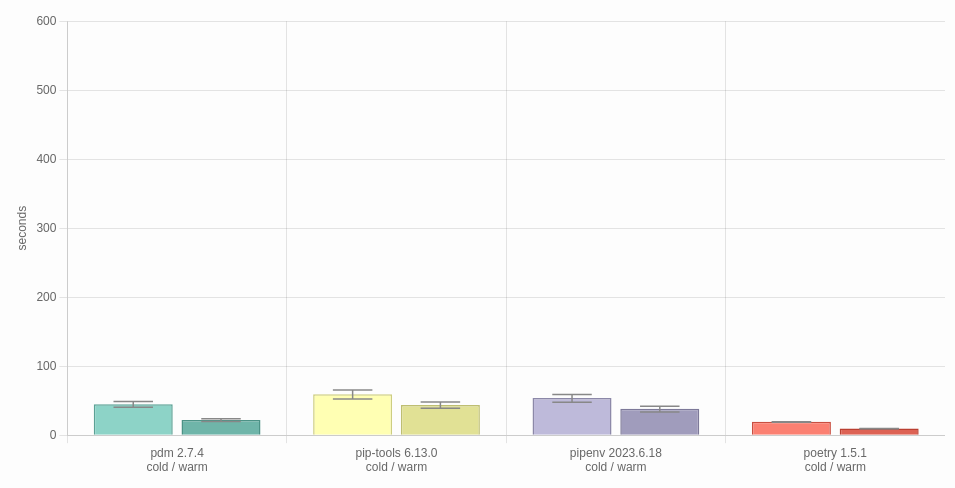 600
500
400
300
200
100
0
seconds
pdm 2.7.4
cold / warm
pip-tools 6.13.0
cold / warm
pipenv 2023.6.18
cold / warm
poetry 1.5.1
cold / warm